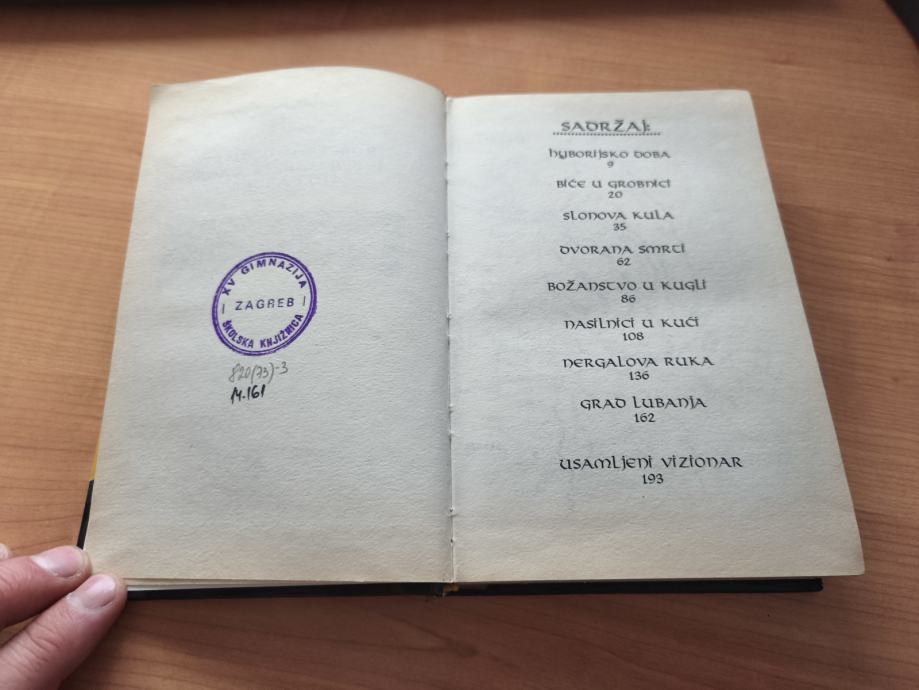 XV GIMNAZIJA
ZAGREB
ŠKOLSKA KNJIŽNICA
820(73)-3
14.161
SADRŽAJ:
hyborijsko doba
9
biće u grobnici
20
slonova kula
35
dvorana smrti
62
božanstvo u kugli
86
nasilnici u kući
108
nergalova ruka
136
grad lubanja
162
usamljeni vizionar
193